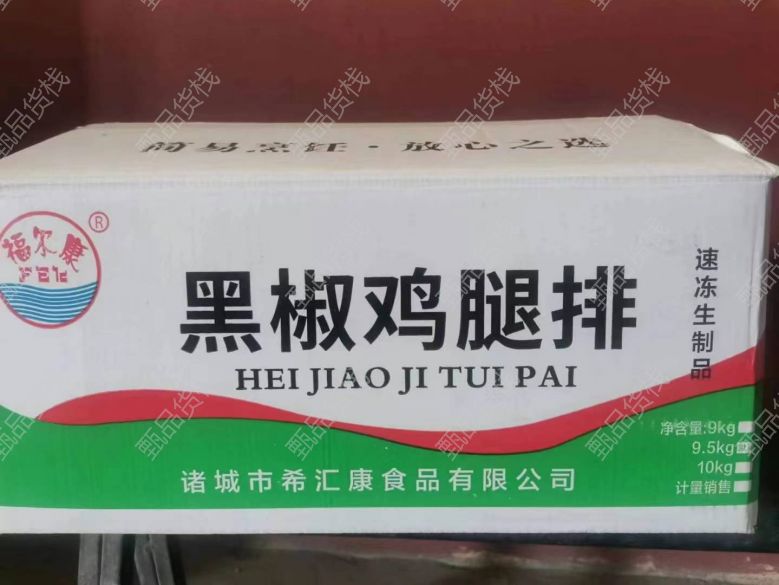 简易烹饪·放心之选
福尔康
FEK
®
黑椒鸡腿排
HEI JIAO JI TUI PAI
速冻生制品
净含量:9kg
9.5kg
10kg
计量销售
诸城市希汇康食品有限公司
甄品货栈